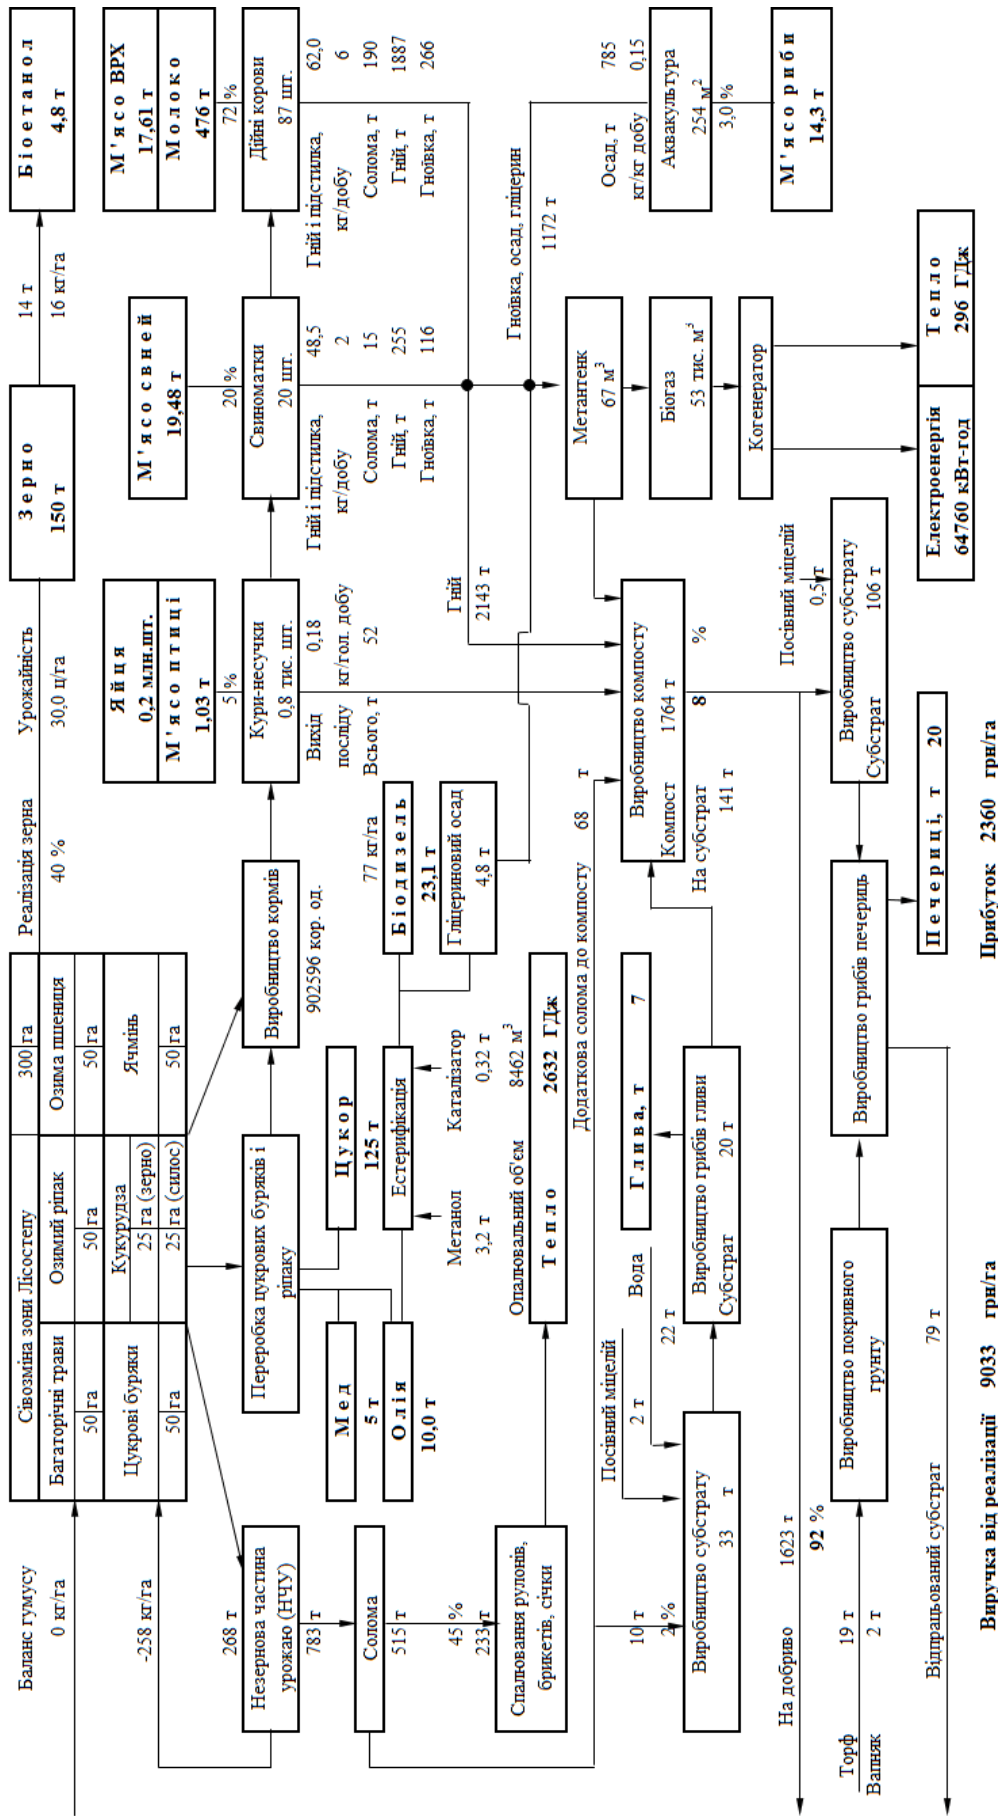 Баланс гумусу
0 кг/га
-258 кг/га
Сівозміна зони Лісостепу
300 га
Багаторічні трави
Озимий ріпак
Озима пшениця
50 га
50 га
50 га
Цукрові буряки
Кукурудза
25 га (зерно)
Ячмінь
50 га
25 га (силос)
50 га
Реалізація зерна
40 %
Урожайність
30,0 ц/га
Зерно
150 т
14 т
16 кг/га
Біоетанол
4,8 т
Яйця
0,2 млн.шт.
М'ясо птиці
1,03 т
5 %
М'ясо свней
19,48 т
20 %
М'ясо ВРХ
17,61 т
Молоко
476 т
72 %
268 т
Незернова частина
урожаю (НЧУ)
783 т
Переробка цукрових буряків і
ріпаку
Виробництво кормів
902596 кор. од.
Кури-несучки
0,8 тис. шт.
Вихід
посліду
0,18
кг/гол. добу
Всього, т
52
Свиноматки
20 шт.
Гній і підстилка,
кг/добу
48,5
2
Солома, т
15
Гній, т
255
Гноївка, т
116
Дійні корови
87 шт.
Гній і підстилка,
кг/добу
62,0
6
Солома, т
190
Гній, т
1887
Гноївка, т
266
Солома
515 т
45 %
233т
Мед
5 т
Олія
10,0 т
Цукор
125 т
Естерифікація
Метанол
3,2 т
Каталізатор
0,32 т
77 кг/га
Біодизель
23,1 т
Гліцериновий осад
4,8 т
Гній
2143 т
Гноївка, осад, гліцерин
1172 т
Осад, т
785
кг/кг добу
0,15
Спалювання рулонів,
брикетів, січки
Опалювальний об'єм
8462 м³
Тепло
2632 ГДж
Додаткова солома до компосту
68
т
Метантенк
67 м³
Біогаз
53 тис. м³
Когенератор
Аквакультура
254 м²
3,0 %
М'ясо риби
14,3 т
Посівний міцелій
2 т
Вода
22 т
10 т
2 %
Виробництво субстрату
33 т
Глива, т
7
Виробництво грибів гливи
Субстрат
20 т
Виробництво компосту
Компост
1764 т
На субстрат
141 т
8
%
Посівний міцелій
0,5 т
На добриво
1623 т
92 %
Виробництво субстрату
Субстрат
106 т
Електроенергія
64760 кВт-год
Тепло
296 ГДж
Торф
19 т
Вапняк
2 т
Виробництво покривного
грунту
Виробництво грибів печериць
Печериці, т
20
Відпрацьований субстрат
79 т
Виручка від реалізації
9033
грн/га
Прибуток
2360
грн/га